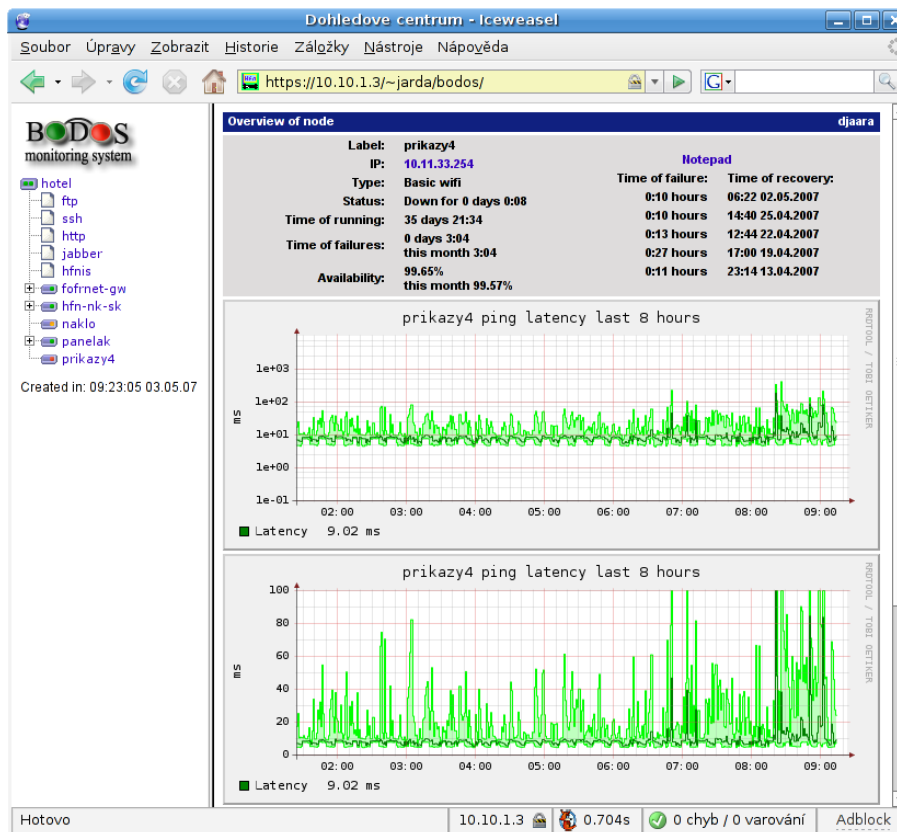 Dohledove centrum - Iceweasel
Soubor Úpravy Zobrazit Historie Záložky Nástroje Nápověda
https://10.10.1.3/~jarda/bodos/
G
BODOS
monitoring system
hotel
ftp
ssh
http
jabber
hfnis
fofrnet-gw
hfn-nk-sk
naklo
panelak
prikazy4
Created in: 09:23:05 03.05.07
Overview of node djaara
Label: prikazy4
IP: 10.11.33.254
Type: Basic wifi
Status: Down for 0 days 0:08
Time of running: 35 days 21:34
Time of failures: 0 days 3:04
this month 3:04
Availability: 99.65%
this month 99.57%
Notepad
Time of failure: Time of recovery:
0:10 hours 06:22 02.05.2007
0:10 hours 14:40 25.04.2007
0:13 hours 12:44 22.04.2007
0:27 hours 17:00 19.04.2007
0:11 hours 23:14 13.04.2007
prikazy4 ping latency last 8 hours
RRDTOOL / TOBI OETIKER
ms
1e+03
1e+02
1e+01
1e+00
1e-01
02:00 03:00 04:00 05:00 06:00 07:00 08:00 09:00
Latency 9.02 ms
prikazy4 ping latency last 8 hours
RRDTOOL / TOBI OETIKER
ms
100
80
60
40
20
0
02:00 03:00 04:00 05:00 06:00 07:00 08:00 09:00
Latency 9.02 ms
Hotovo 10.10.1.3 0.704s 0 chyb / 0 varování Adblock